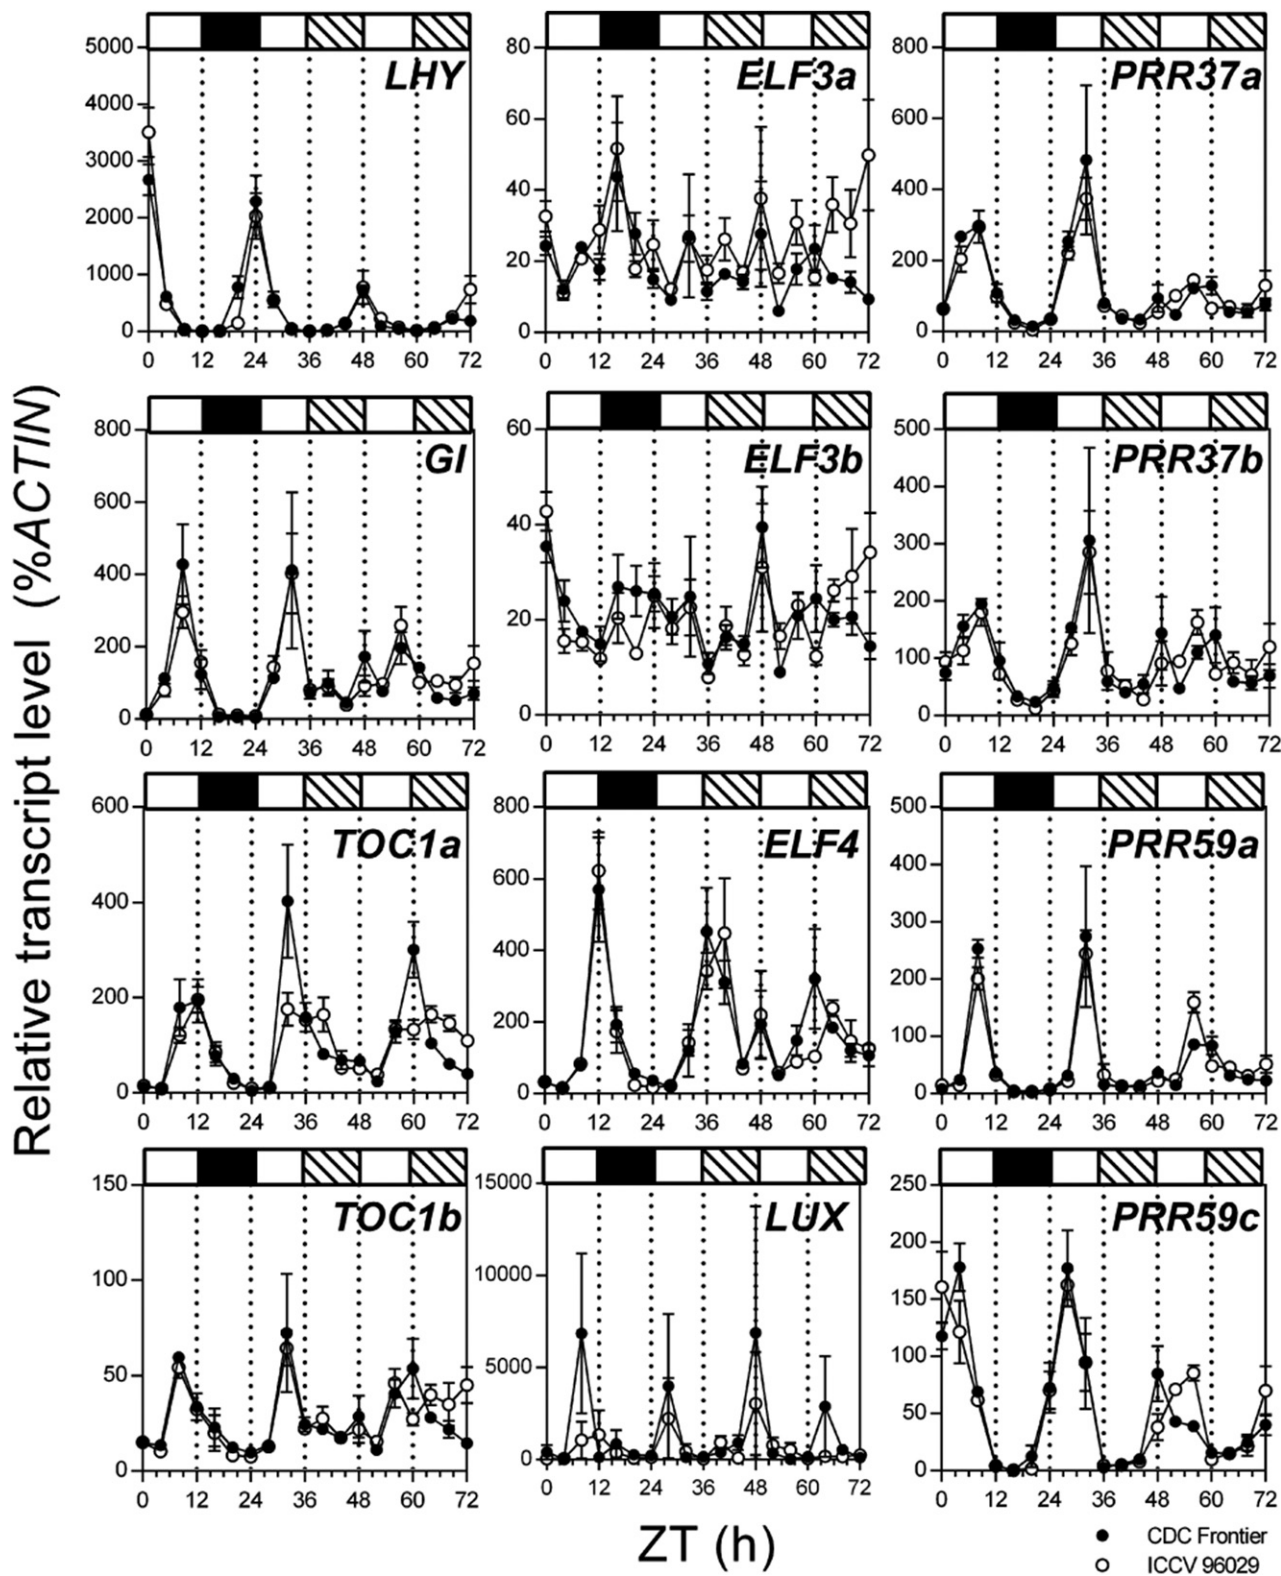 Relative transcript level (%ACTIN)
LHY
5000
4000
3000
2000
1000
0
0 12 24 36 48 60 72
ELF3a
80
60
40
20
0
0 12 24 36 48 60 72
PRR37a
800
600
400
200
0
0 12 24 36 48 60 72
GI
800
600
400
200
0
0 12 24 36 48 60 72
ELF3b
60
40
20
0
0 12 24 36 48 60 72
PRR37b
500
400
300
200
100
0
0 12 24 36 48 60 72
TOC1a
600
400
200
0
0 12 24 36 48 60 72
ELF4
800
600
400
200
0
0 12 24 36 48 60 72
PRR59a
500
400
300
200
100
0
0 12 24 36 48 60 72
TOC1b
150
100
50
0
0 12 24 36 48 60 72
LUX
15000
10000
5000
0
0 12 24 36 48 60 72
PRR59c
250
200
150
100
50
0
0 12 24 36 48 60 72
ZT (h)
CDC Frontier
ICCV 96029